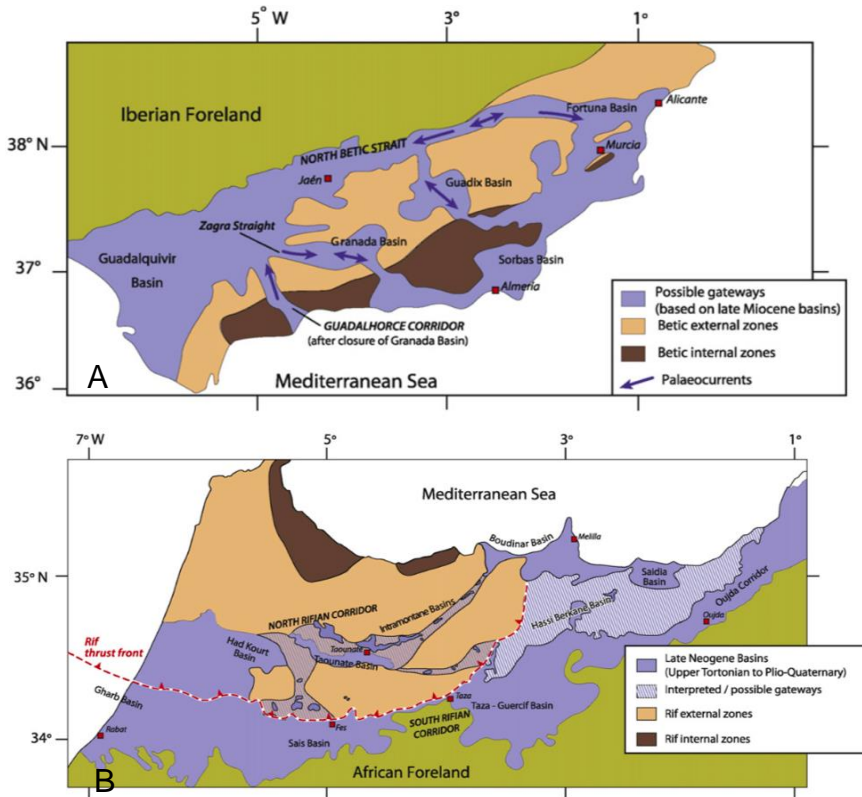 5° W
3°
1°
Iberian Foreland
Fortuna Basin
Alicante
38°
NORTH BETIC STRAIT
Murcia
Jaén
Guadix Basin
Zagra Straight
Granada Basin
Guadalquivir
Basin
Sorbas Basin
37°
Almería
GUADALHORCE CORRIDOR
(after closure of Granada Basin)
Possible gateways
(based on late Miocene basins)
Betic external zones
Betic internal zones
Palaeocurrents
A
36°
Mediterranean Sea
7° W
5°
3°
1°
Mediterranean Sea
Boudinar Basin
Melilla
35°
Saidia
Basin
Oujda Corridor
Hassi Berkane Basin
Oujda
NORTH RIFIAN CORRIDOR
Intramontane Basins
Rif
thrust front
Had Kourt
Basin
Taounate
Taounate Basin
Gharb Basin
Taza
Taza - Guercif Basin
SOUTH RIFIAN
CORRIDOR
Rabat
34°
Fes
Sais Basin
African Foreland
Late Neogene Basins
(Upper Tortonian to Plio-Quaternary)
Interpreted / possible gateways
Rif external zones
Rif internal zones
B